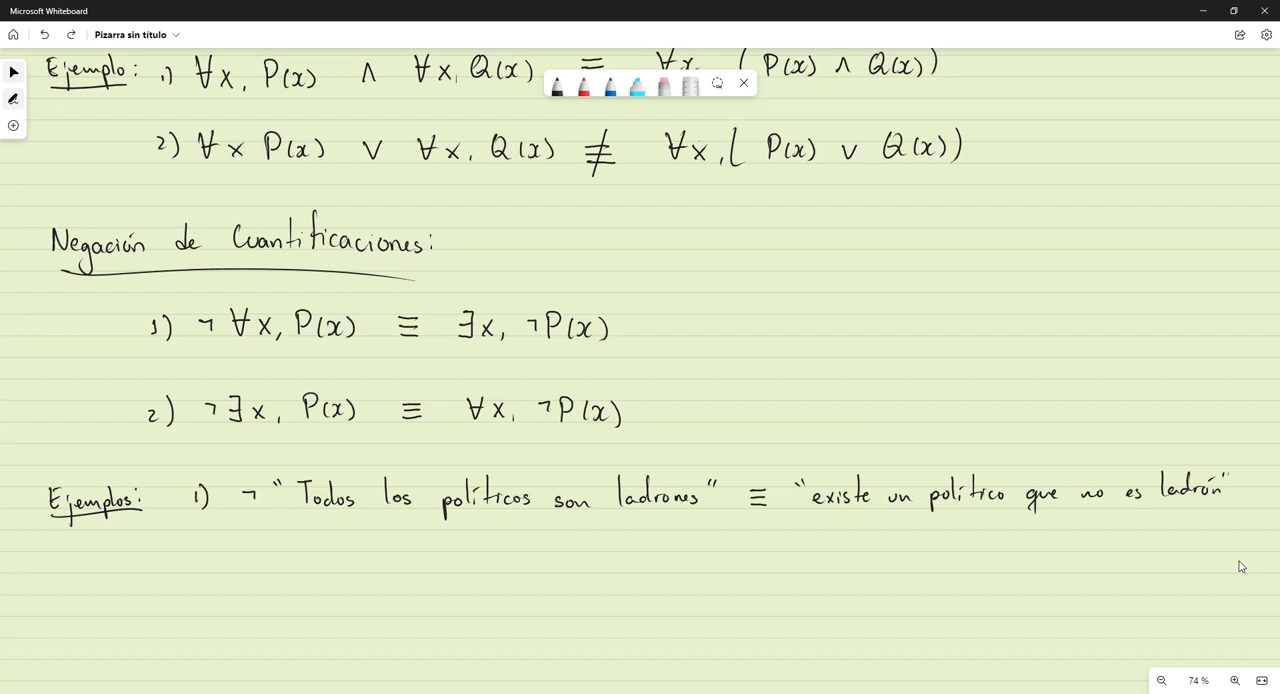 Microsoft Whiteboard
Pizarra sin título
Ejemplo: 1) ∀x, P(x) ∧ ∀x, Q(x) ≡ ∀x, (P(x) ∧ Q(x))
2) ∀x P(x) ∨ ∀x, Q(x) ≢ ∀x, (P(x) ∨ Q(x))
Negación de Cuantificaciones:
1) ¬∀x, P(x) ≡ ∃x, ¬P(x)
2) ¬∃x, P(x) ≡ ∀x, ¬P(x)
Ejemplos: 1) ¬ "Todos los políticos son ladrones" ≡ "existe un político que no es ladrón"
74 %